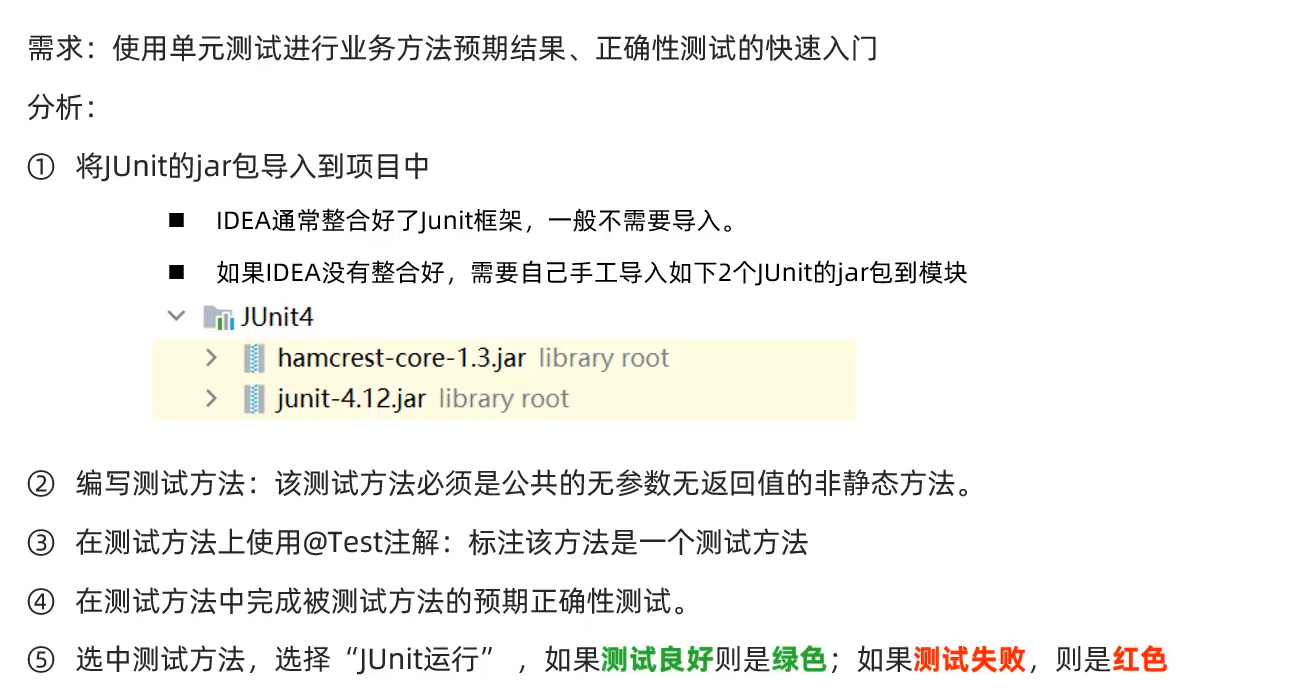 需求：使用单元测试进行业务方法预期结果、正确性测试的快速入门
分析：
① 将JUnit的jar包导入到项目中
■ IDEA通常整合好了Junit框架，一般不需要导入。
■ 如果IDEA没有整合好，需要自己手工导入如下2个JUnit的jar包到模块
JUnit4
hamcrest-core-1.3.jar library root
junit-4.12.jar library root
② 编写测试方法：该测试方法必须是公共的无参数无返回值的非静态方法。
③ 在测试方法上使用@Test注解：标注该方法是一个测试方法
④ 在测试方法中完成被测试方法的预期正确性测试。
⑤ 选中测试方法，选择“JUnit运行” ，如果测试良好则是绿色；如果测试失败，则是红色